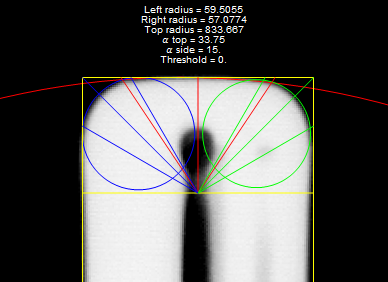 Left radius = 59.5055
Right radius = 57.0774
Top radius = 833.667
α top = 33.75
α side = 15.
Threshold = 0.